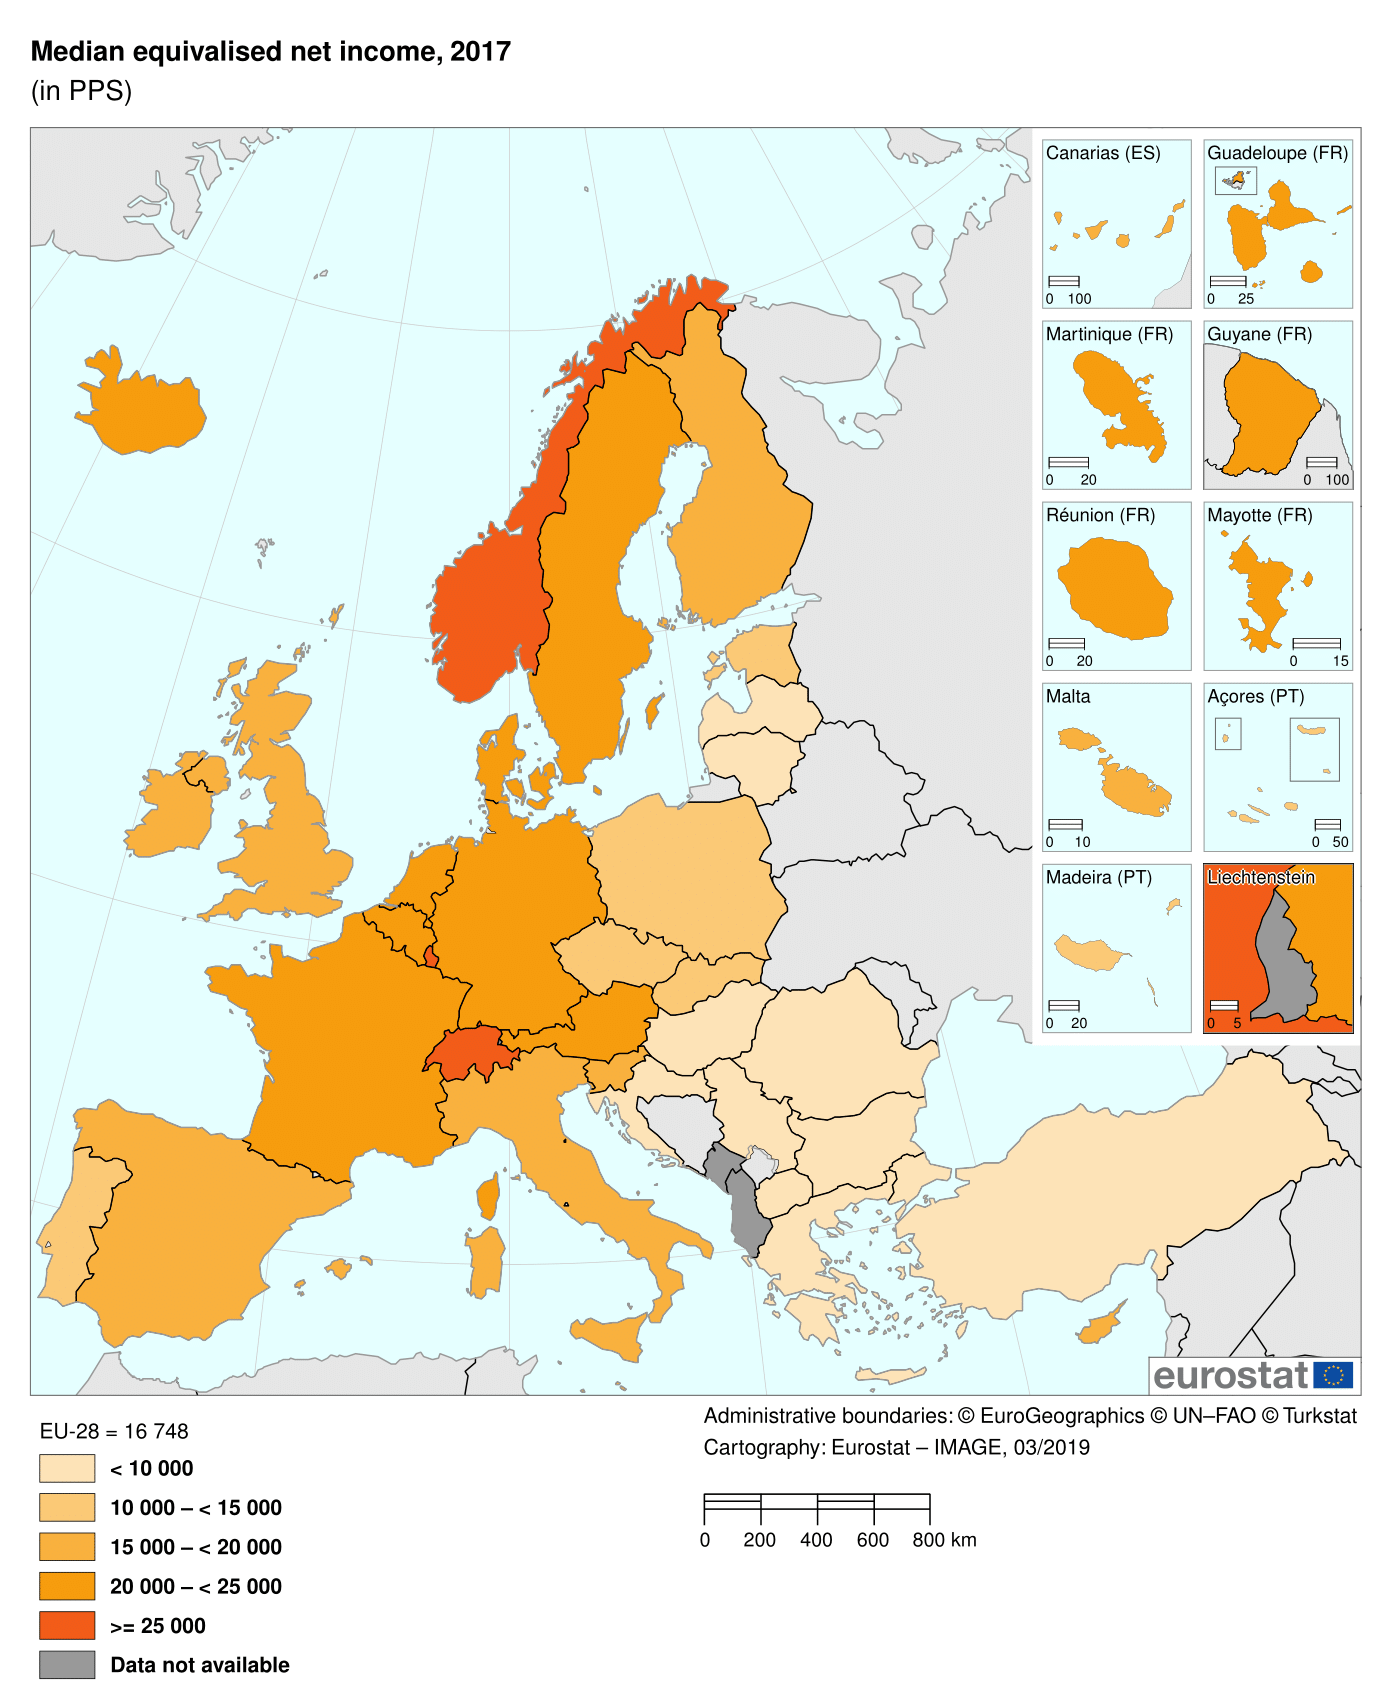 Median equivalised net income, 2017
(in PPS)
Canarias (ES)
0 100
Guadeloupe (FR)
0 25
Martinique (FR)
0 20
Guyane (FR)
0 100
Réunion (FR)
0 20
Mayotte (FR)
0 15
Malta
0 10
Açores (PT)
0 50
Madeira (PT)
0 20
Liechtenstein
0 5
eurostat
Administrative boundaries: © EuroGeographics © UN–FAO © Turkstat
Cartography: Eurostat – IMAGE, 03/2019
0 200 400 600 800 km
EU-28 = 16 748
< 10 000
10 000 – < 15 000
15 000 – < 20 000
20 000 – < 25 000
>= 25 000
Data not available